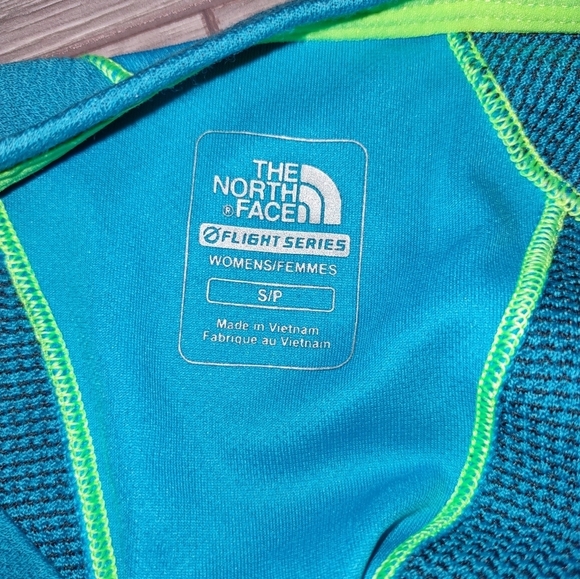 THE
NORTH
® FACE
FLIGHT SERIES
WOMENS/FEMMES
S/P
Made in Vietnam
Fabriqué au Vietnam